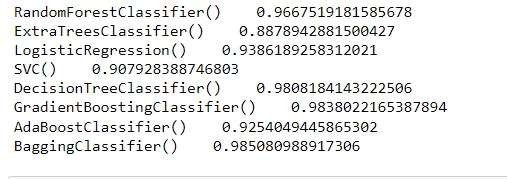 RandomForestClassifier() 0.9667519181585678
ExtraTreesClassifier() 0.8878942881500427
LogisticRegression() 0.9386189258312021
SVC() 0.907928388746803
DecisionTreeClassifier() 0.9808184143222506
GradientBoostingClassifier() 0.9838022165387894
AdaBoostClassifier() 0.9254049445865302
BaggingClassifier() 0.985080988917306